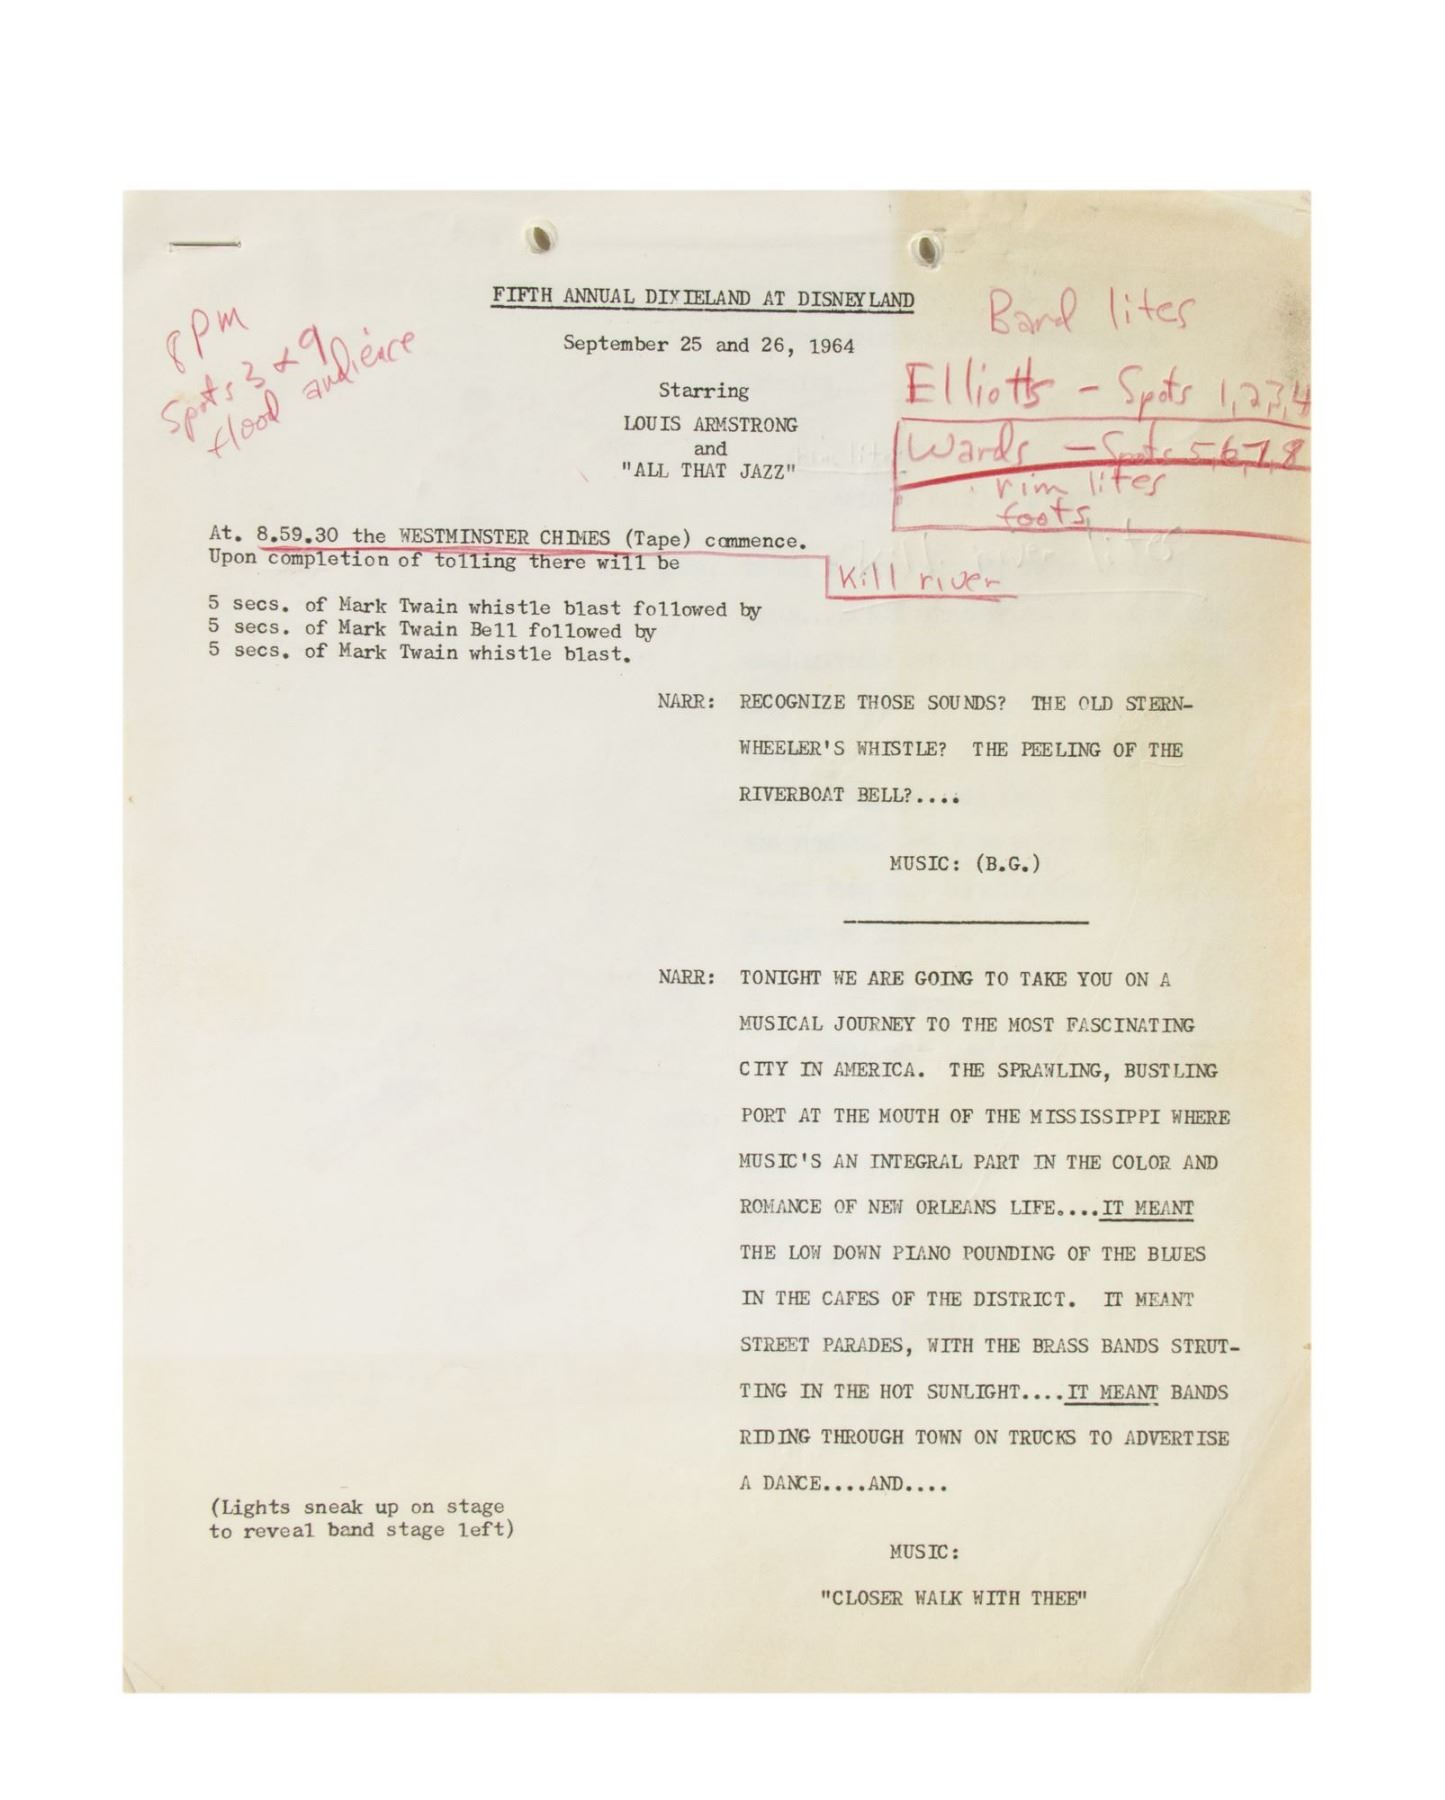 FIFTH ANNUAL DIXIELAND AT DISNEYLAND
September 25 and 26, 1964
8pm
Spots 3 & 9
flood audience
Band lites
Elliotts - Spots 1,2,3,4
Wards - Spots 5,6,7,8
rim lites
foots
Starring
LOUIS ARMSTRONG
and
"ALL THAT JAZZ"
At. 8.59.30 the WESTMINSTER CHIMES (Tape) commence.
Upon completion of tolling there will be
Kill river
5 secs. of Mark Twain whistle blast followed by
5 secs. of Mark Twain Bell followed by
5 secs. of Mark Twain whistle blast.
NARR: RECOGNIZE THOSE SOUNDS? THE OLD STERN-
WHEELER'S WHISTLE? THE PEELING OF THE
RIVERBOAT BELL?....
MUSIC: (B.G.)
NARR: TONIGHT WE ARE GOING TO TAKE YOU ON A
MUSICAL JOURNEY TO THE MOST FASCINATING
CITY IN AMERICA. THE SPRAWLING, BUSTLING
PORT AT THE MOUTH OF THE MISSISSIPPI WHERE
MUSIC'S AN INTEGRAL PART IN THE COLOR AND
ROMANCE OF NEW ORLEANS LIFE....IT MEANT
THE LOW DOWN PIANO POUNDING OF THE BLUES
IN THE CAFES OF THE DISTRICT. IT MEANT
STREET PARADES, WITH THE BRASS BANDS STRUT-
TING IN THE HOT SUNLIGHT....IT MEANT BANDS
RIDING THROUGH TOWN ON TRUCKS TO ADVERTISE
A DANCE....AND....
(Lights sneak up on stage
to reveal band stage left)
MUSIC:
"CLOSER WALK WITH THEE"